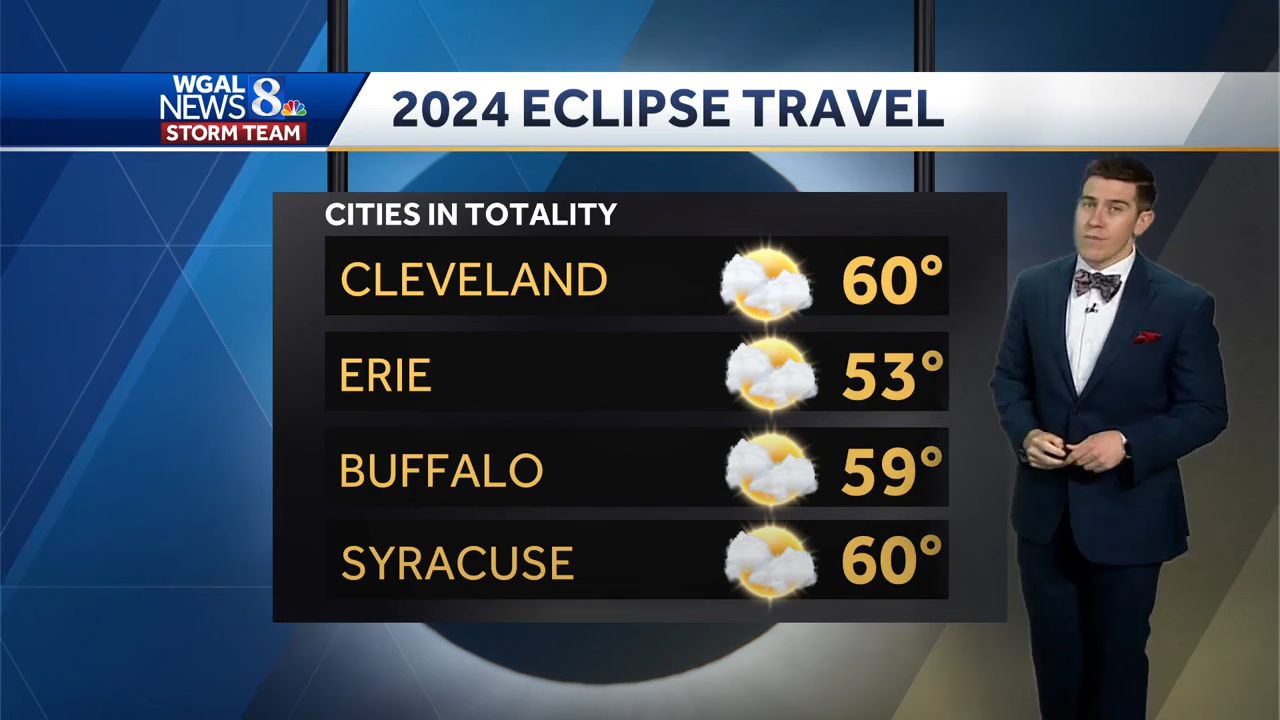 WGAL
NEWS 8
STORM TEAM
2024 ECLIPSE TRAVEL
CITIES IN TOTALITY
CLEVELAND 60°
ERIE 53°
BUFFALO 59°
SYRACUSE 60°